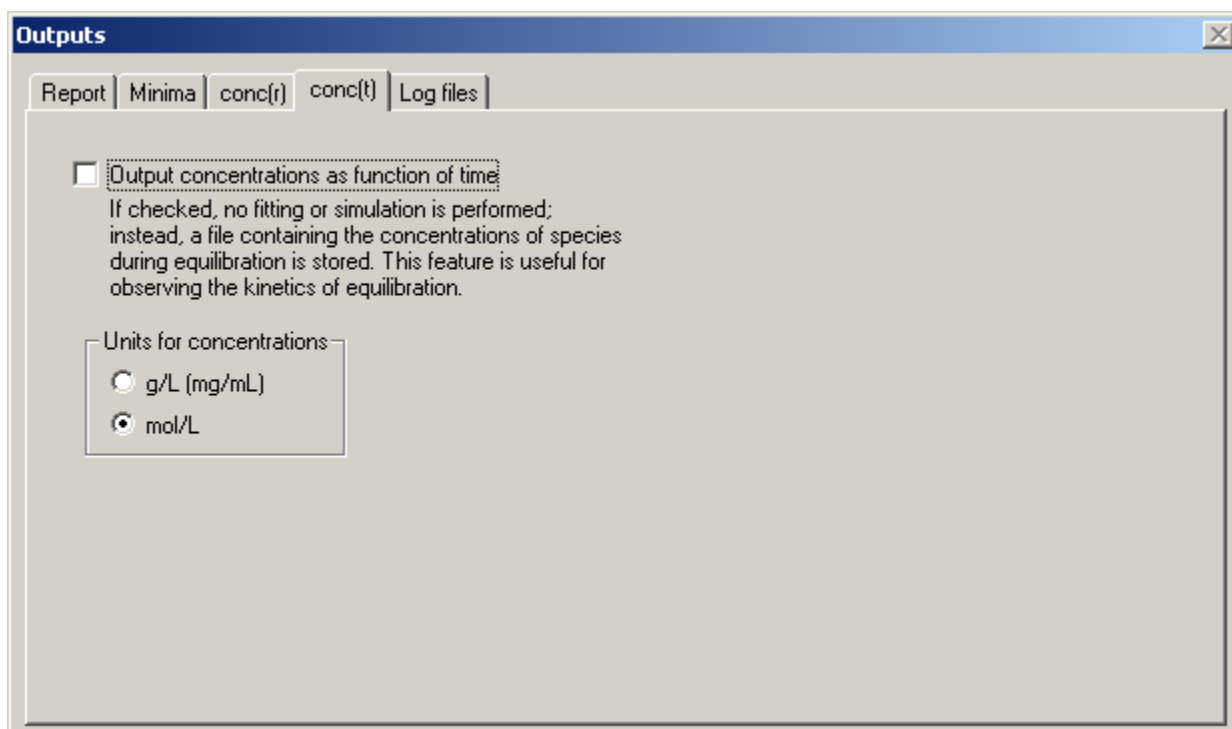 Outputs
Report Minima conc(r) conc(t) Log files
Output concentrations as function of time
If checked, no fitting or simulation is performed;
instead, a file containing the concentrations of species
during equilibration is stored. This feature is useful for
observing the kinetics of equilibration.
Units for concentrations
g/L (mg/mL)
mol/L